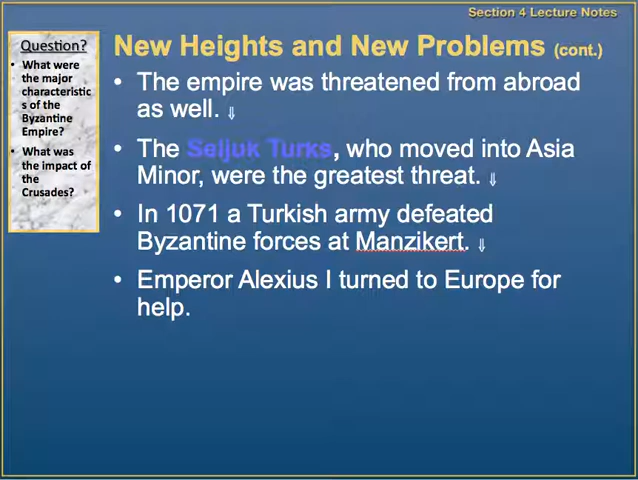 Section 4 Lecture Notes
Question?
• What were
the major
characteristic
s of the
Byzantine
Empire?
• What was
the impact of
the
Crusades?
New Heights and New Problems (cont.)
• The empire was threatened from abroad
as well. ⇓
• The Seljuk Turks, who moved into Asia
Minor, were the greatest threat. ⇓
• In 1071 a Turkish army defeated
Byzantine forces at Manzikert. ⇓
• Emperor Alexius I turned to Europe for
help.